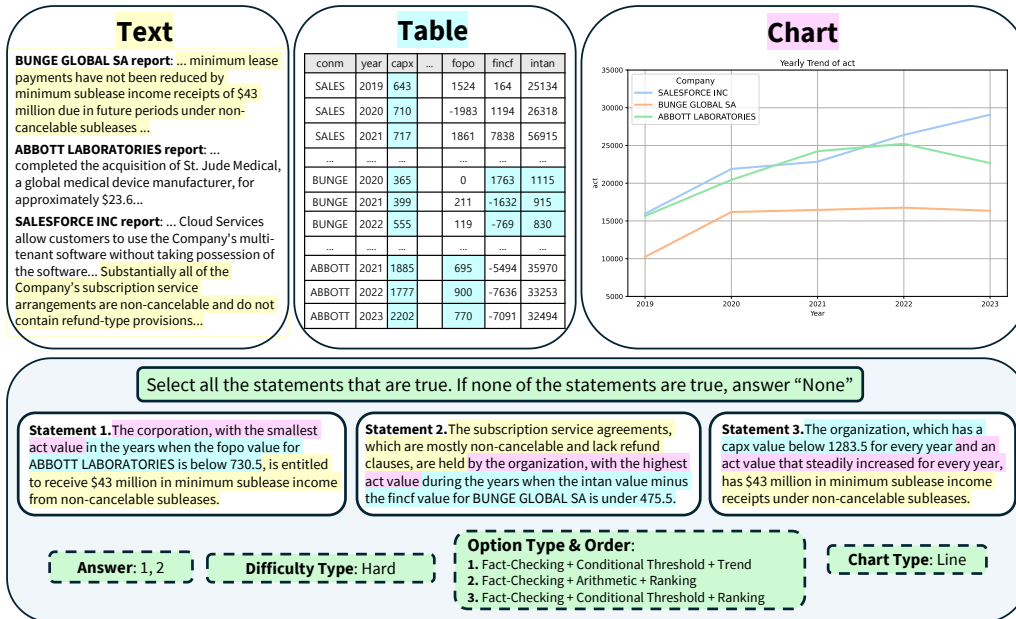 Text
BUNGE GLOBAL SA report: ... minimum lease
payments have not been reduced by
minimum sublease income receipts of $43
million due in future periods under non-
cancelable subleases ...
ABBOTT LABORATORIES report: ...
completed the acquisition of St. Jude Medical,
a global medical device manufacturer, for
approximately $23.6...
SALESFORCE INC report: ... Cloud Services
allow customers to use the Company's multi-
tenant software without taking possession of
the software... Substantially all of the
Company's subscription service
arrangements are non-cancelable and do not
contain refund-type provisions...
Table
conm year capx ... fopo fincf intan
SALES 2019 643 1524 164 25134
SALES 2020 710 -1983 1194 26318
SALES 2021 717 1861 7838 56915
... .... ... ... ... ...
BUNGE 2020 365 0 1763 1115
BUNGE 2021 399 211 -1632 915
BUNGE 2022 555 119 -769 830
... ... ... ... ... ...
ABBOTT 2021 1885 695 -5494 35970
ABBOTT 2022 1777 900 -7636 33253
ABBOTT 2023 2202 770 -7091 32494
Chart
Yearly Trend of act
Company
SALESFORCE INC
BUNGE GLOBAL SA
ABBOTT LABORATORIES
35000
30000
25000
20000
15000
10000
5000
act
2019 2020 2021 2022 2023
Year
Select all the statements that are true. If none of the statements are true, answer “None”
Statement 1.The corporation, with the smallest
act value in the years when the fopo value for
ABBOTT LABORATORIES is below 730.5, is entitled
to receive $43 million in minimum sublease income
from non-cancelable subleases.
Statement 2.The subscription service agreements,
which are mostly non-cancelable and lack refund
clauses, are held by the organization, with the highest
act value during the years when the intan value minus
the fincf value for BUNGE GLOBAL SA is under 475.5.
Statement 3.The organization, which has a
capx value below 1283.5 for every year and an
act value that steadily increased for every year,
has $43 million in minimum sublease income
receipts under non-cancelable subleases.
Answer: 1, 2
Difficulty Type: Hard
Option Type & Order:
1. Fact-Checking + Conditional Threshold + Trend
2. Fact-Checking + Arithmetic + Ranking
3. Fact-Checking + Conditional Threshold + Ranking
Chart Type: Line